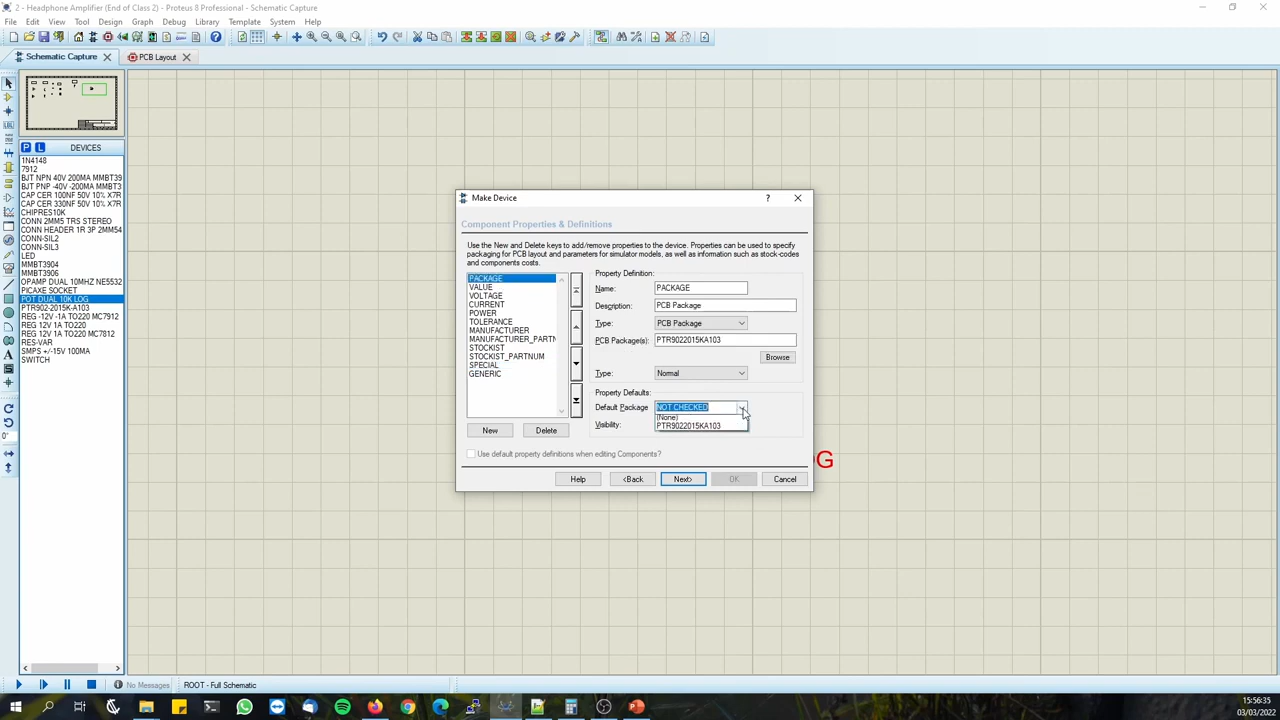 2 - Headphone Amplifier (End of Class 2) - Proteus 8 Professional - Schematic Capture
File Edit View Tool Design Graph Debug Library Template System Help
Schematic Capture
PCB Layout
P L DEVICES
1N4148
7912
BJT NPN 40V 200MA MMBT39
BJT PNP -40V -200MA MMBT3
CAP CER 100NF 50V 10% X7R
CAP CER 330NF 50V 10% X7R
CHIPRES10K
CONN 2MM5 TRS STEREO
CONN HEADER 1R 3P 2MM54
CONN-SIL2
CONN-SIL3
LED
MMBT3904
MMBT3906
OPAMP DUAL 10MHZ NE5532
PICAXE SOCKET
POT DUAL 10K LOG
PTR902-2015K-A103
REG -12V -1A TO220 MC7912
REG 12V 1A TO220
REG 12V 1A TO220 MC7812
RES-VAR
SMPS +/-15V 100MA
SWITCH
0°
Make Device
?
Component Properties & Definitions
Use the New and Delete keys to add/remove properties to the device. Properties can be used to specify
packaging for PCB layout and parameters for simulator models, as well as information such as stock-codes
and components costs.
PACKAGE
VALUE
VOLTAGE
CURRENT
POWER
TOLERANCE
MANUFACTURER
MANUFACTURER_PARTN
STOCKIST
STOCKIST_PARTNUM
SPECIAL
GENERIC
New
Delete
Property Definition:
Name: PACKAGE
Description: PCB Package
Type: PCB Package
PCB Package(s): PTR9022015KA103
Browse
Type: Normal
Property Defaults:
Default Package NOT CHECKED
(None)
PTR9022015KA103
Visibility:
Use default property definitions when editing Components?
Help
<Back
Next>
OK
Cancel
OG
No Messages
ROOT - Full Schematic
15:56:35
03/03/2022